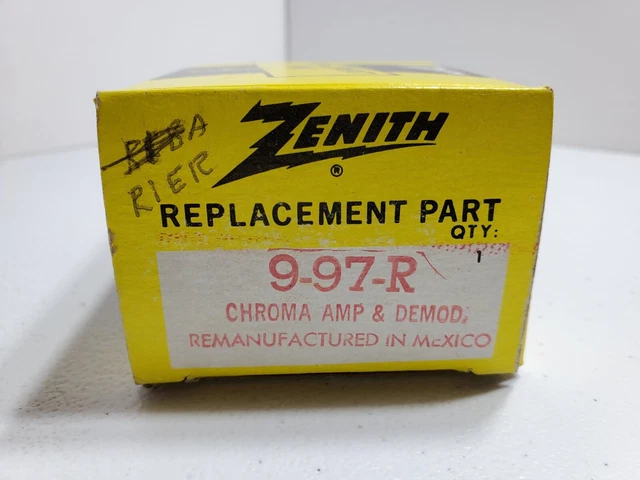 RIER
ZENITH
®
REPLACEMENT PART
QTY:
1
9-97-R
CHROMA AMP & DEMOD,
REMANUFACTURED IN MEXICO